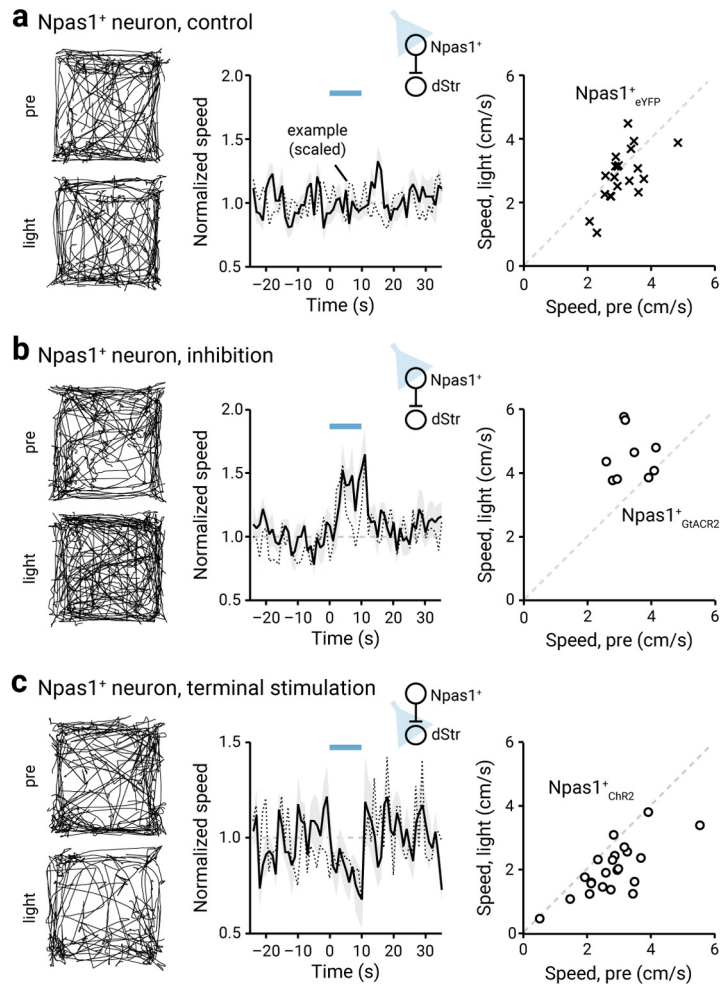 a Npas1⁺ neuron, control
pre
light
Normalized speed
2.0
1.5
1.0
0.5
example
(scaled)
−20 −10 0 10 20 30
Time (s)
Npas1⁺
dStr
Speed, light (cm/s)
6
4
2
0
Npas1⁺eYFP
0 2 4 6
Speed, pre (cm/s)
b Npas1⁺ neuron, inhibition
pre
light
Normalized speed
2.0
1.5
1.0
0.5
−20 −10 0 10 20 30
Time (s)
Npas1⁺
dStr
Speed, light (cm/s)
6
4
2
0
Npas1⁺GtACR2
0 2 4 6
Speed, pre (cm/s)
c Npas1⁺ neuron, terminal stimulation
pre
light
Normalized speed
1.5
1.0
0.5
−20 −10 0 10 20 30
Time (s)
Npas1⁺
dStr
Speed, light (cm/s)
6
4
2
0
Npas1⁺ChR2
0 2 4 6
Speed, pre (cm/s)